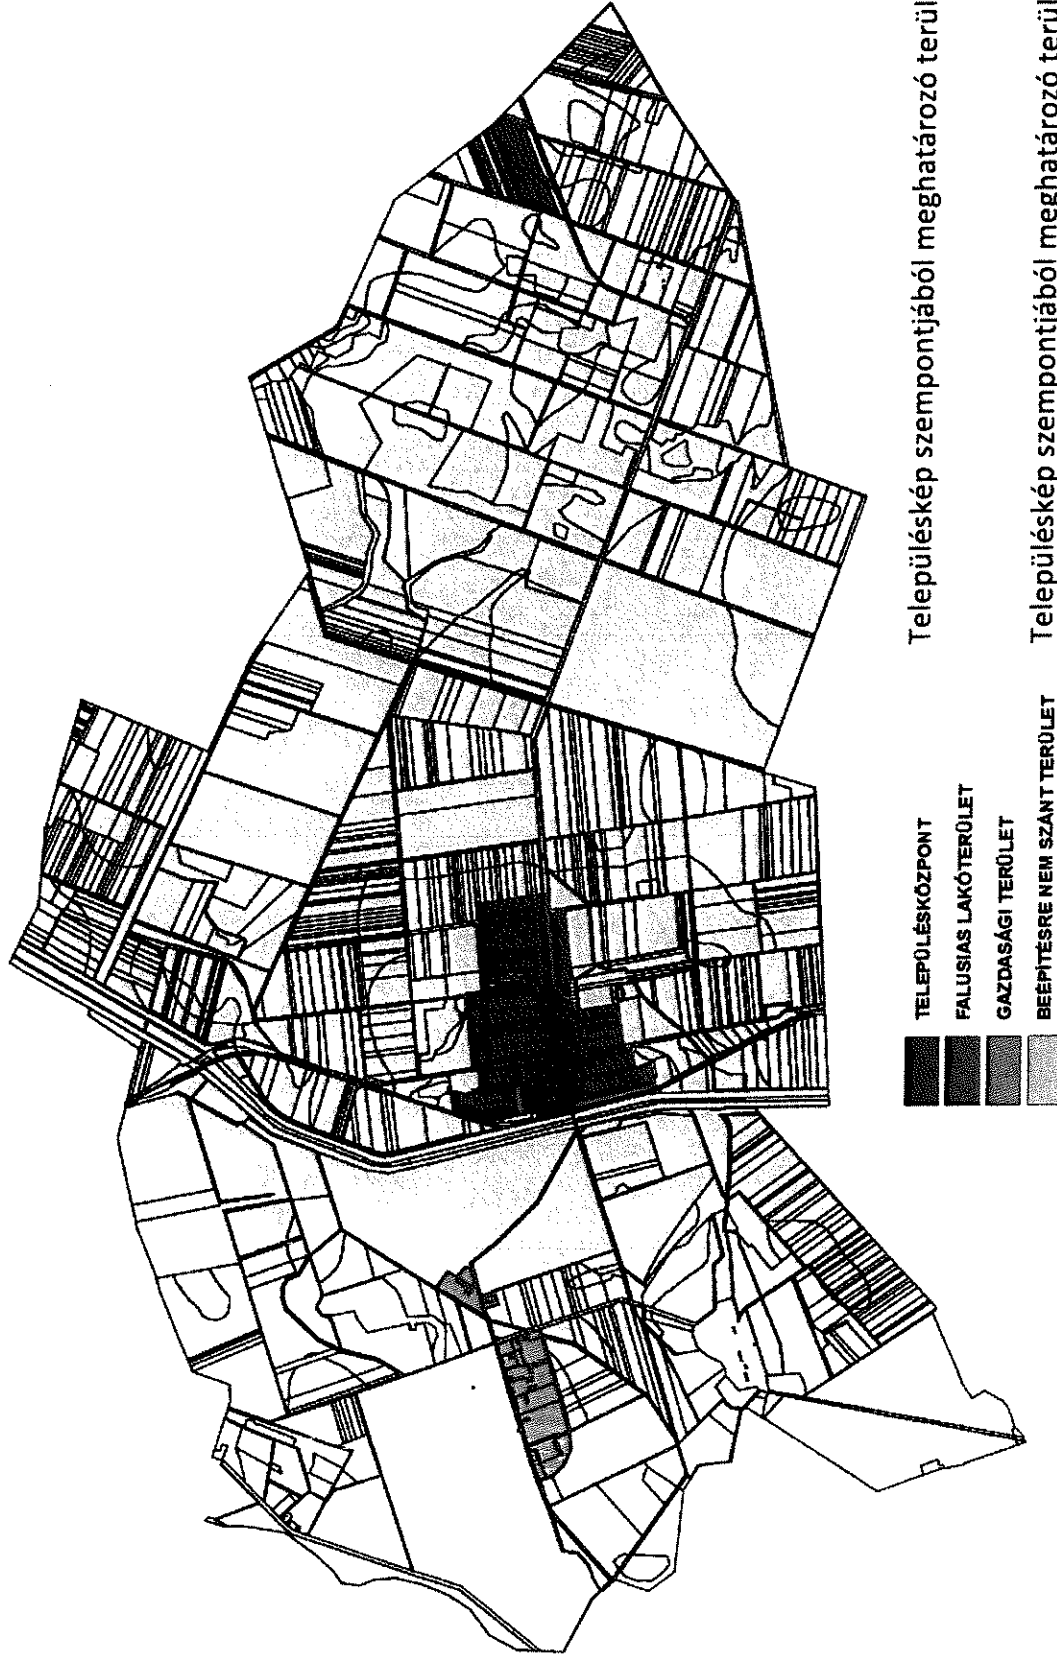 TELEPÜLÉSKÖZPONT
FALUSIAS LAKÓTERÜLET
GAZDASÁGI TERÜLET
BEÉPÍTÉSRE NEM SZÁNT TERÜLET
Településkép szempontjából meghatározó terül
Településkép szempontjából meghatározó terül